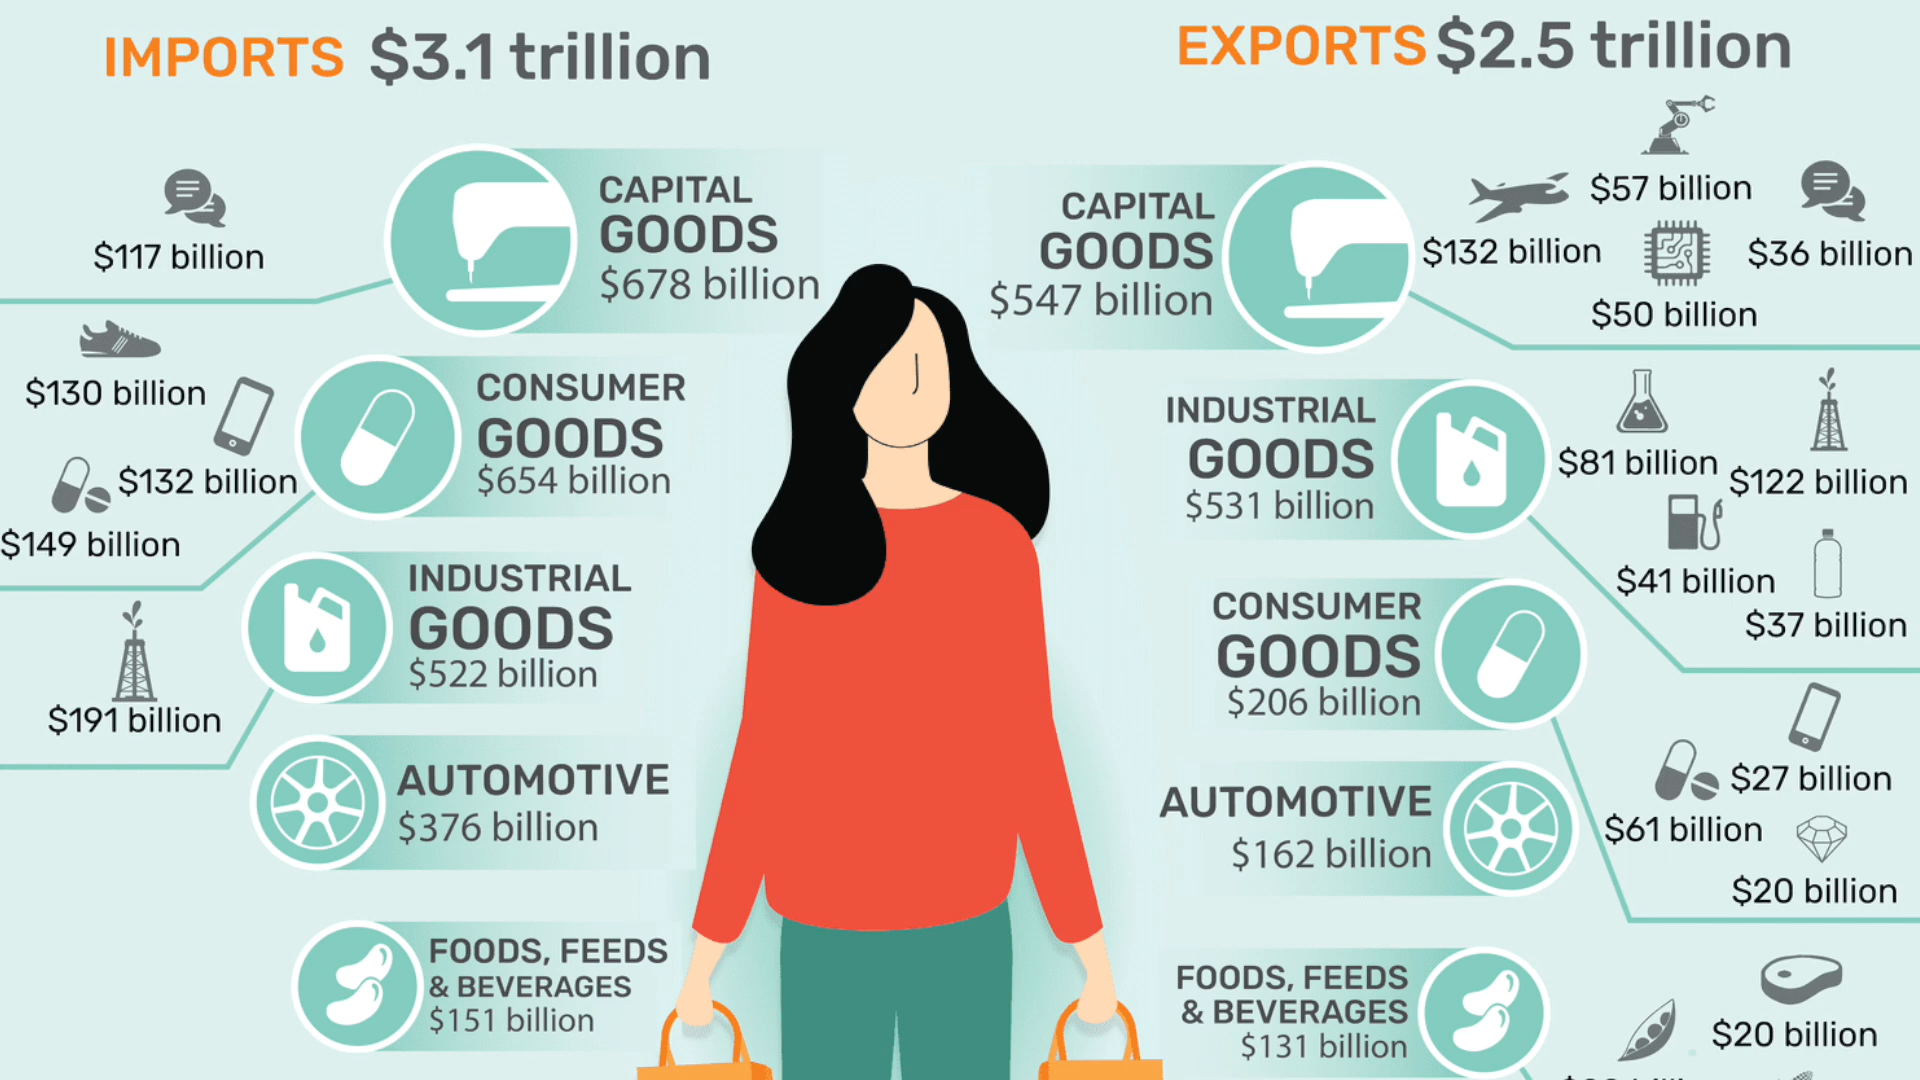 IMPORTS $3.1 trillion
$117 billion
CAPITAL
GOODS
$678 billion
$130 billion
$132 billion
$149 billion
CONSUMER
GOODS
$654 billion
$191 billion
INDUSTRIAL
GOODS
$522 billion
AUTOMOTIVE
$376 billion
FOODS, FEEDS
& BEVERAGES
$151 billion
EXPORTS $2.5 trillion
CAPITAL
GOODS
$547 billion
$57 billion
$132 billion
$36 billion
$50 billion
INDUSTRIAL
GOODS
$531 billion
$81 billion
$122 billion
$41 billion
$37 billion
CONSUMER
GOODS
$206 billion
$27 billion
$61 billion
$20 billion
AUTOMOTIVE
$162 billion
FOODS, FEEDS
& BEVERAGES
$131 billion
$20 billion